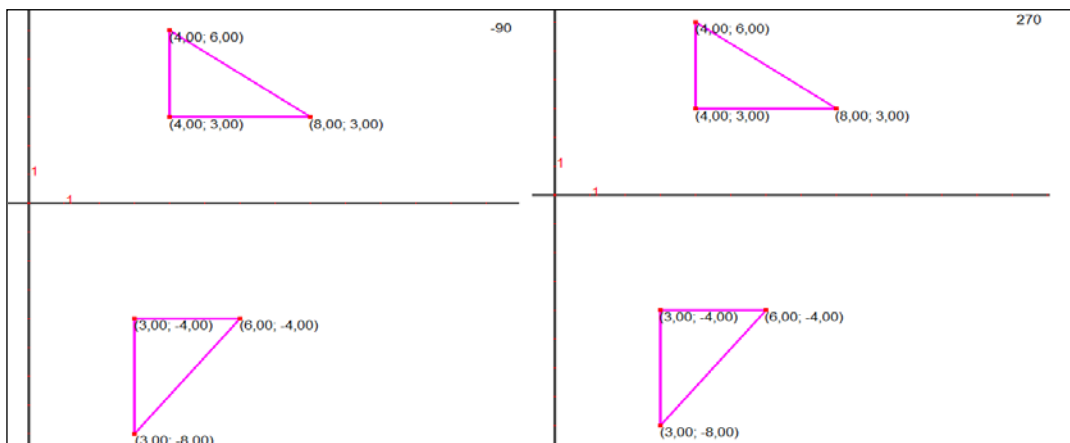 -90
(4,00; 6,00)
(4,00; 3,00) (8,00; 3,00)
1
1
(3,00; -4,00) (6,00; -4,00)
(3,00; -8,00)
270
(4,00; 6,00)
(4,00; 3,00) (8,00; 3,00)
1
1
(3,00; -4,00) (6,00; -4,00)
(3,00; -8,00)